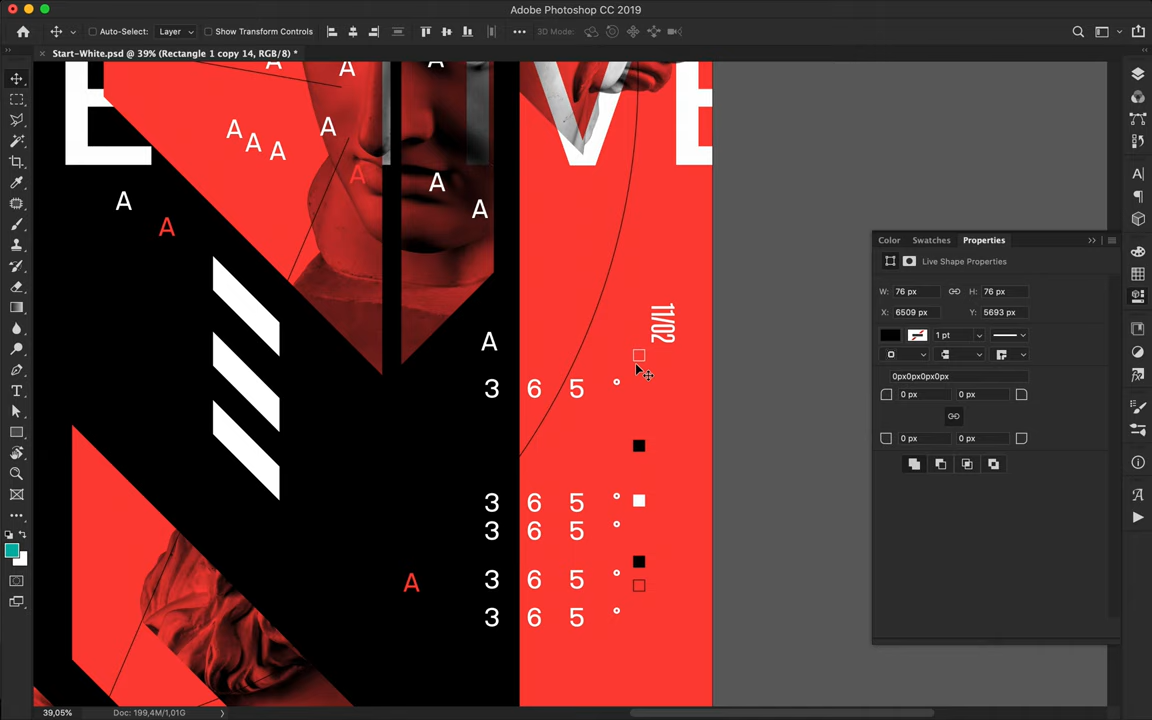 Adobe Photoshop CC 2019
Auto-Select:
Layer
Show Transform Controls
3D Mode:
Start-White.psd @ 39% (Rectangle 1 copy 14, RGB/8) *
E
VE
A
A
A
A
A
A
A
A
A
A
A
A
A
A
11/02
3 6 5 °
3 6 5 °
3 6 5 °
3 6 5 °
3 6 5 °
A
Color
Swatches
Properties
Live Shape Properties
W: 76 px
H: 76 px
X: 6509 px
Y: 5693 px
1 pt
0px0px0px0px
0 px
0 px
0 px
0 px
39,05%
Doc: 199,4M/1,01G